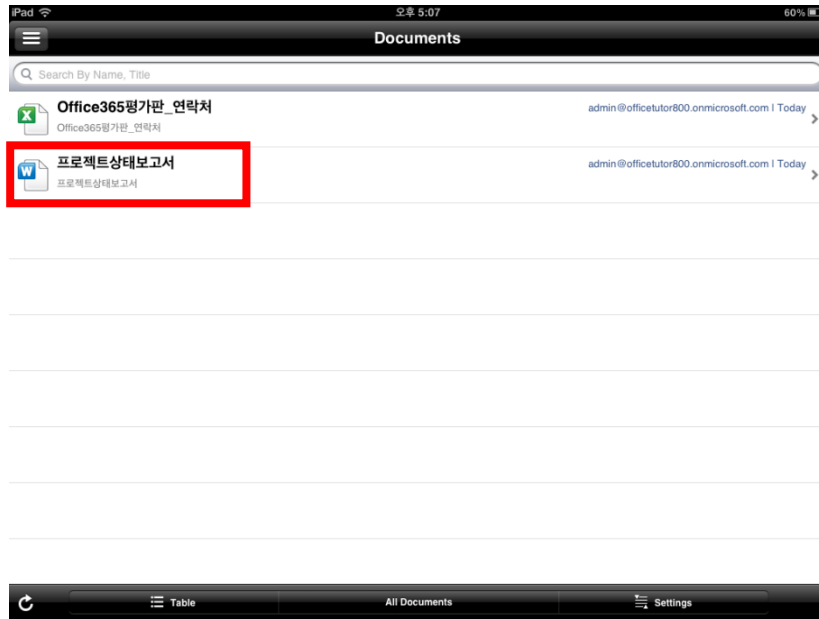 iPad 오후 5:07 60%
Documents
Search By Name, Title
Office365평가판_연락처 admin@officetutor800.onmicrosoft.com I Today
Office365평가판_연락처
프로젝트상태보고서 admin@officetutor800.onmicrosoft.com I Today
프로젝트상태보고서
Table All Documents Settings